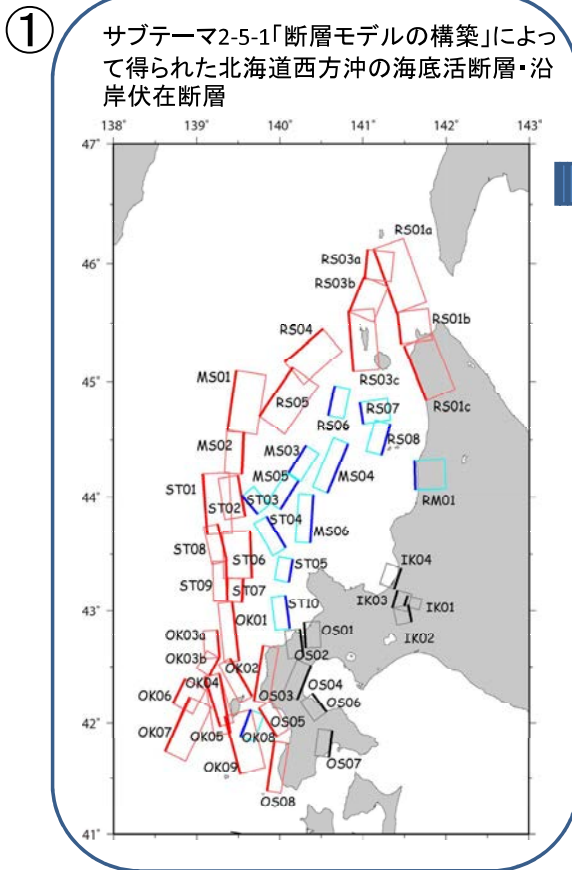 ①
サブテーマ2-5-1「断層モデルの構築」によっ
て得られた北海道西方沖の海底活断層・沿
岸伏在断層
138° 139° 140° 141° 142° 143°
47°
RS01a
RS03a
46°
RS03b
RS01b
RS04
RS03c
45°
MS01
RS05
RS01c
RS06
RS07
RS08
MS02
MS03
MS05
MS04
ST01
ST03
RM01
44°
ST02
ST04
MS06
ST08
ST06
ST05
IK04
ST09
ST07
IK03
IK01
43°
ST10
OK01
IK02
OS01
OK03a
OS02
OK03b
OK02
OK04
OS03
OS04
OK06
OS06
42°
OS05
OK07
OK05
OK08
OS07
OK09
OS08
41°